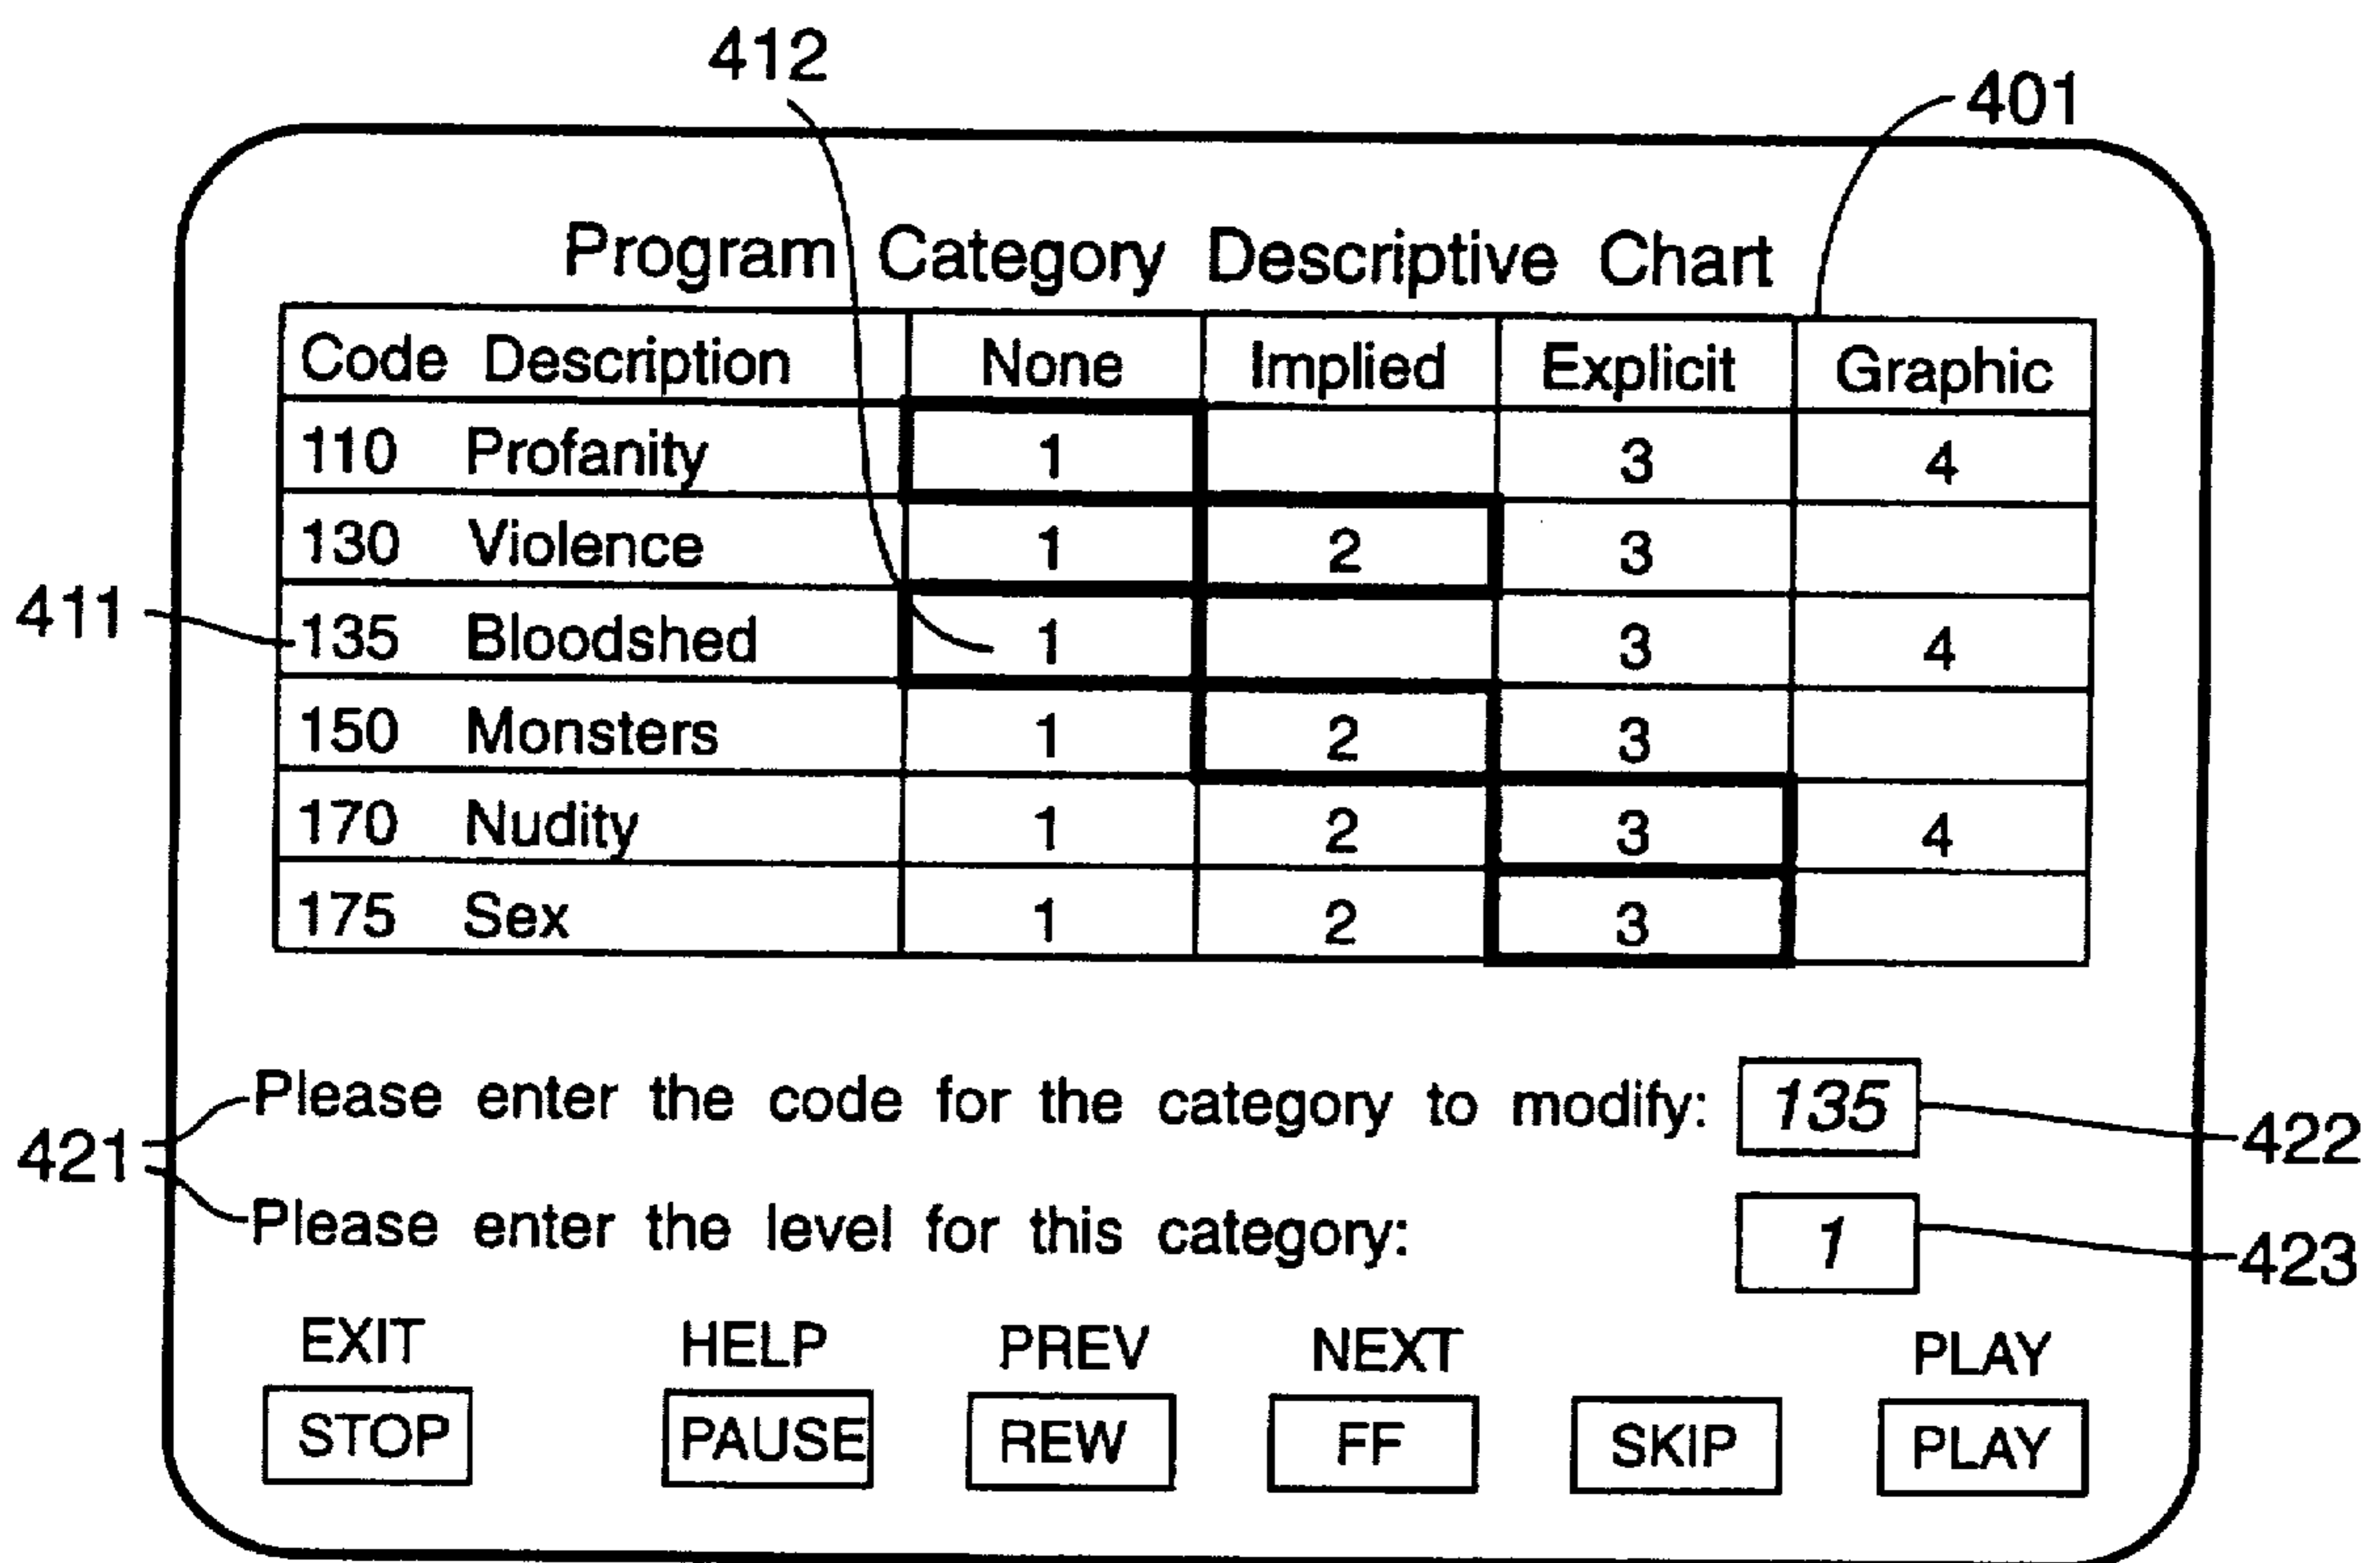 412
401
Program Category Descriptive Chart
Code Description None Implied Explicit Graphic
110 Profanity 1 3 4
130 Violence 1 2 3
411
135 Bloodshed 1 3 4
150 Monsters 1 2 3
170 Nudity 1 2 3 4
175 Sex 1 2 3
Please enter the code for the category to modify: 135
421
422
Please enter the level for this category: 1
423
EXIT HELP PREV NEXT PLAY
STOP PAUSE REW FF SKIP PLAY